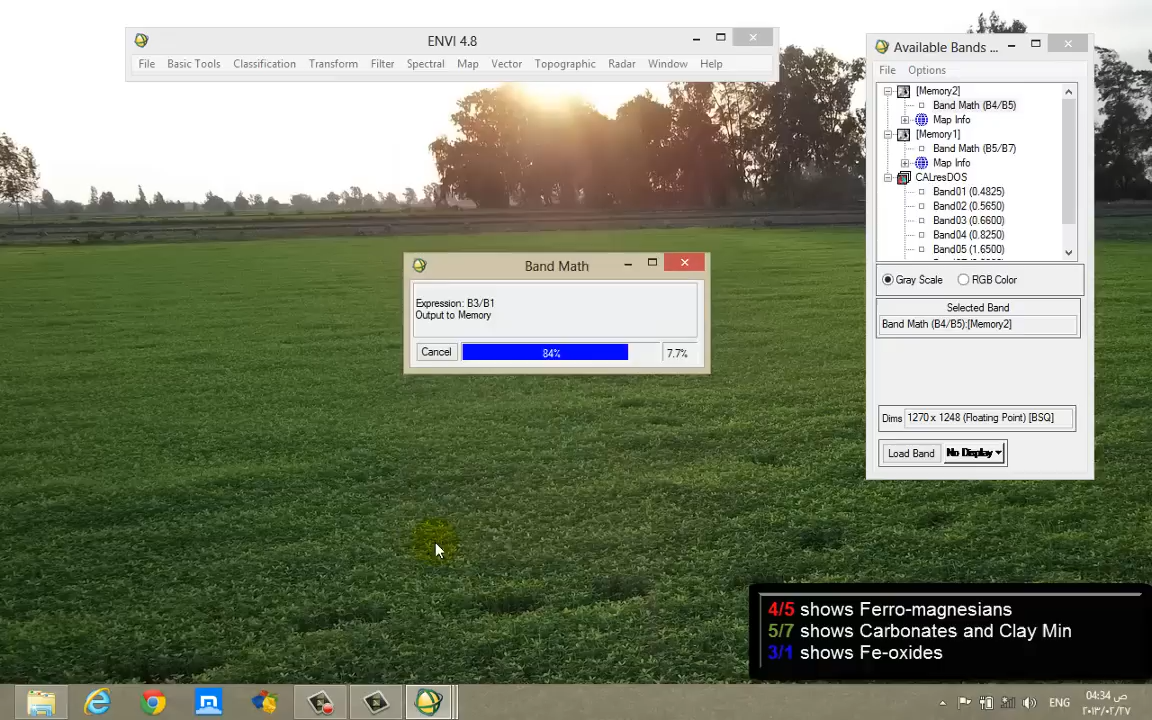 ENVI 4.8
File Basic Tools Classification Transform Filter Spectral Map Vector Topographic Radar Window Help
Available Bands ...
File Options
[Memory2]
Band Math (B4/B5)
Map Info
[Memory1]
Band Math (B5/B7)
Map Info
CALresDOS
Band01 (0.4825)
Band02 (0.5650)
Band03 (0.6600)
Band04 (0.8250)
Band05 (1.6500)
Gray Scale RGB Color
Selected Band
Band Math (B4/B5):[Memory2]
Dims 1270 x 1248 (Floating Point) [BSQ]
Load Band No Display
Band Math
Expression: B3/B1
Output to Memory
Cancel 84% 7.7%
4/5 shows Ferro-magnesians
5/7 shows Carbonates and Clay Min
3/1 shows Fe-oxides
ENG
04:34 ص
٢٠١٣/٠٢/٢٧